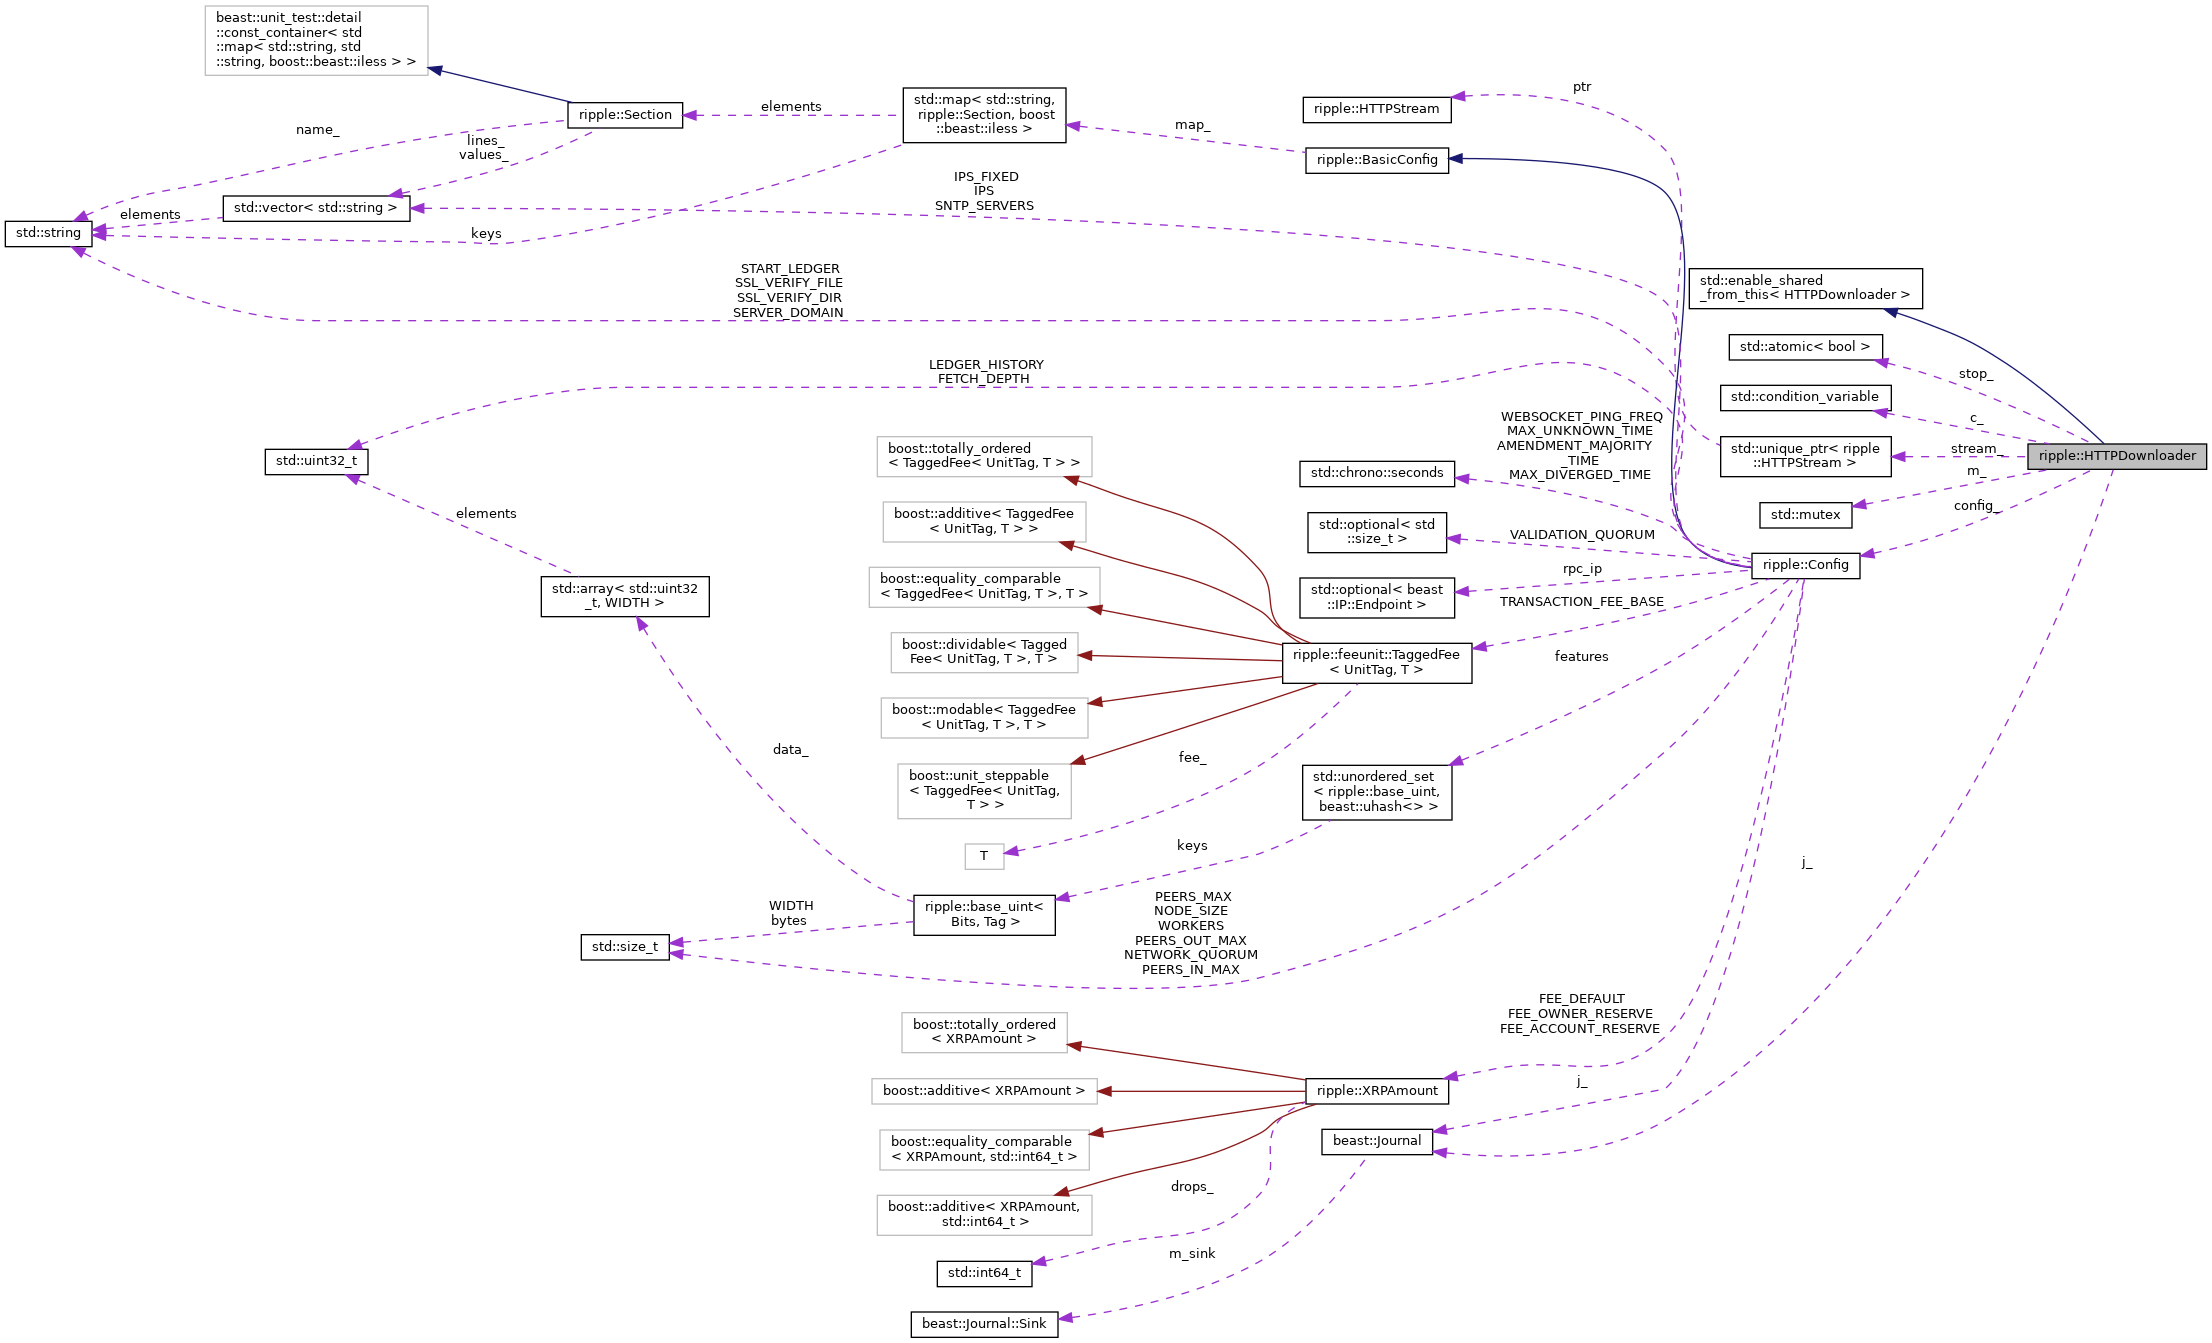 beast::unit_test::detail
::const_container< std
::map< std::string, std
::string, boost::beast::iless > >
ripple::Section
elements
name_
lines_
values_
std::vector< std::string >
elements
std::string
keys
std::map< std::string,
ripple::Section, boost
::beast::iless >
map_
ptr
ripple::HTTPStream
ripple::BasicConfig
IPS_FIXED
IPS
SNTP_SERVERS
START_LEDGER
SSL_VERIFY_FILE
SSL_VERIFY_DIR
SERVER_DOMAIN
LEDGER_HISTORY
FETCH_DEPTH
std::uint32_t
elements
std::array< std::uint32
_t, WIDTH >
data_
std::enable_shared
_from_this< HTTPDownloader >
std::atomic< bool >
stop_
std::condition_variable
c_
std::unique_ptr< ripple
::HTTPStream >
stream_
ripple::HTTPDownloader
m_
std::mutex
config_
ripple::Config
j_
WEBSOCKET_PING_FREQ
MAX_UNKNOWN_TIME
AMENDMENT_MAJORITY
_TIME
MAX_DIVERGED_TIME
std::chrono::seconds
std::optional< std
::size_t >
VALIDATION_QUORUM
rpc_ip
std::optional< beast
::IP::Endpoint >
TRANSACTION_FEE_BASE
ripple::feeunit::TaggedFee
< UnitTag, T >
features
boost::totally_ordered
< TaggedFee< UnitTag, T > >
boost::additive< TaggedFee
< UnitTag, T > >
boost::equality_comparable
< TaggedFee< UnitTag, T >, T >
boost::dividable< Tagged
Fee< UnitTag, T >, T >
boost::modable< TaggedFee
< UnitTag, T >, T >
boost::unit_steppable
< TaggedFee< UnitTag,
T > >
fee_
T
std::unordered_set
< ripple::base_uint,
beast::uhash<> >
keys
ripple::base_uint<
Bits, Tag >
WIDTH
bytes
std::size_t
PEERS_MAX
NODE_SIZE
WORKERS
PEERS_OUT_MAX
NETWORK_QUORUM
PEERS_IN_MAX
FEE_DEFAULT
FEE_OWNER_RESERVE
FEE_ACCOUNT_RESERVE
boost::totally_ordered
< XRPAmount >
boost::additive< XRPAmount >
ripple::XRPAmount
j_
boost::equality_comparable
< XRPAmount, std::int64_t >
beast::Journal
boost::additive< XRPAmount,
std::int64_t >
drops_
std::int64_t
m_sink
beast::Journal::Sink